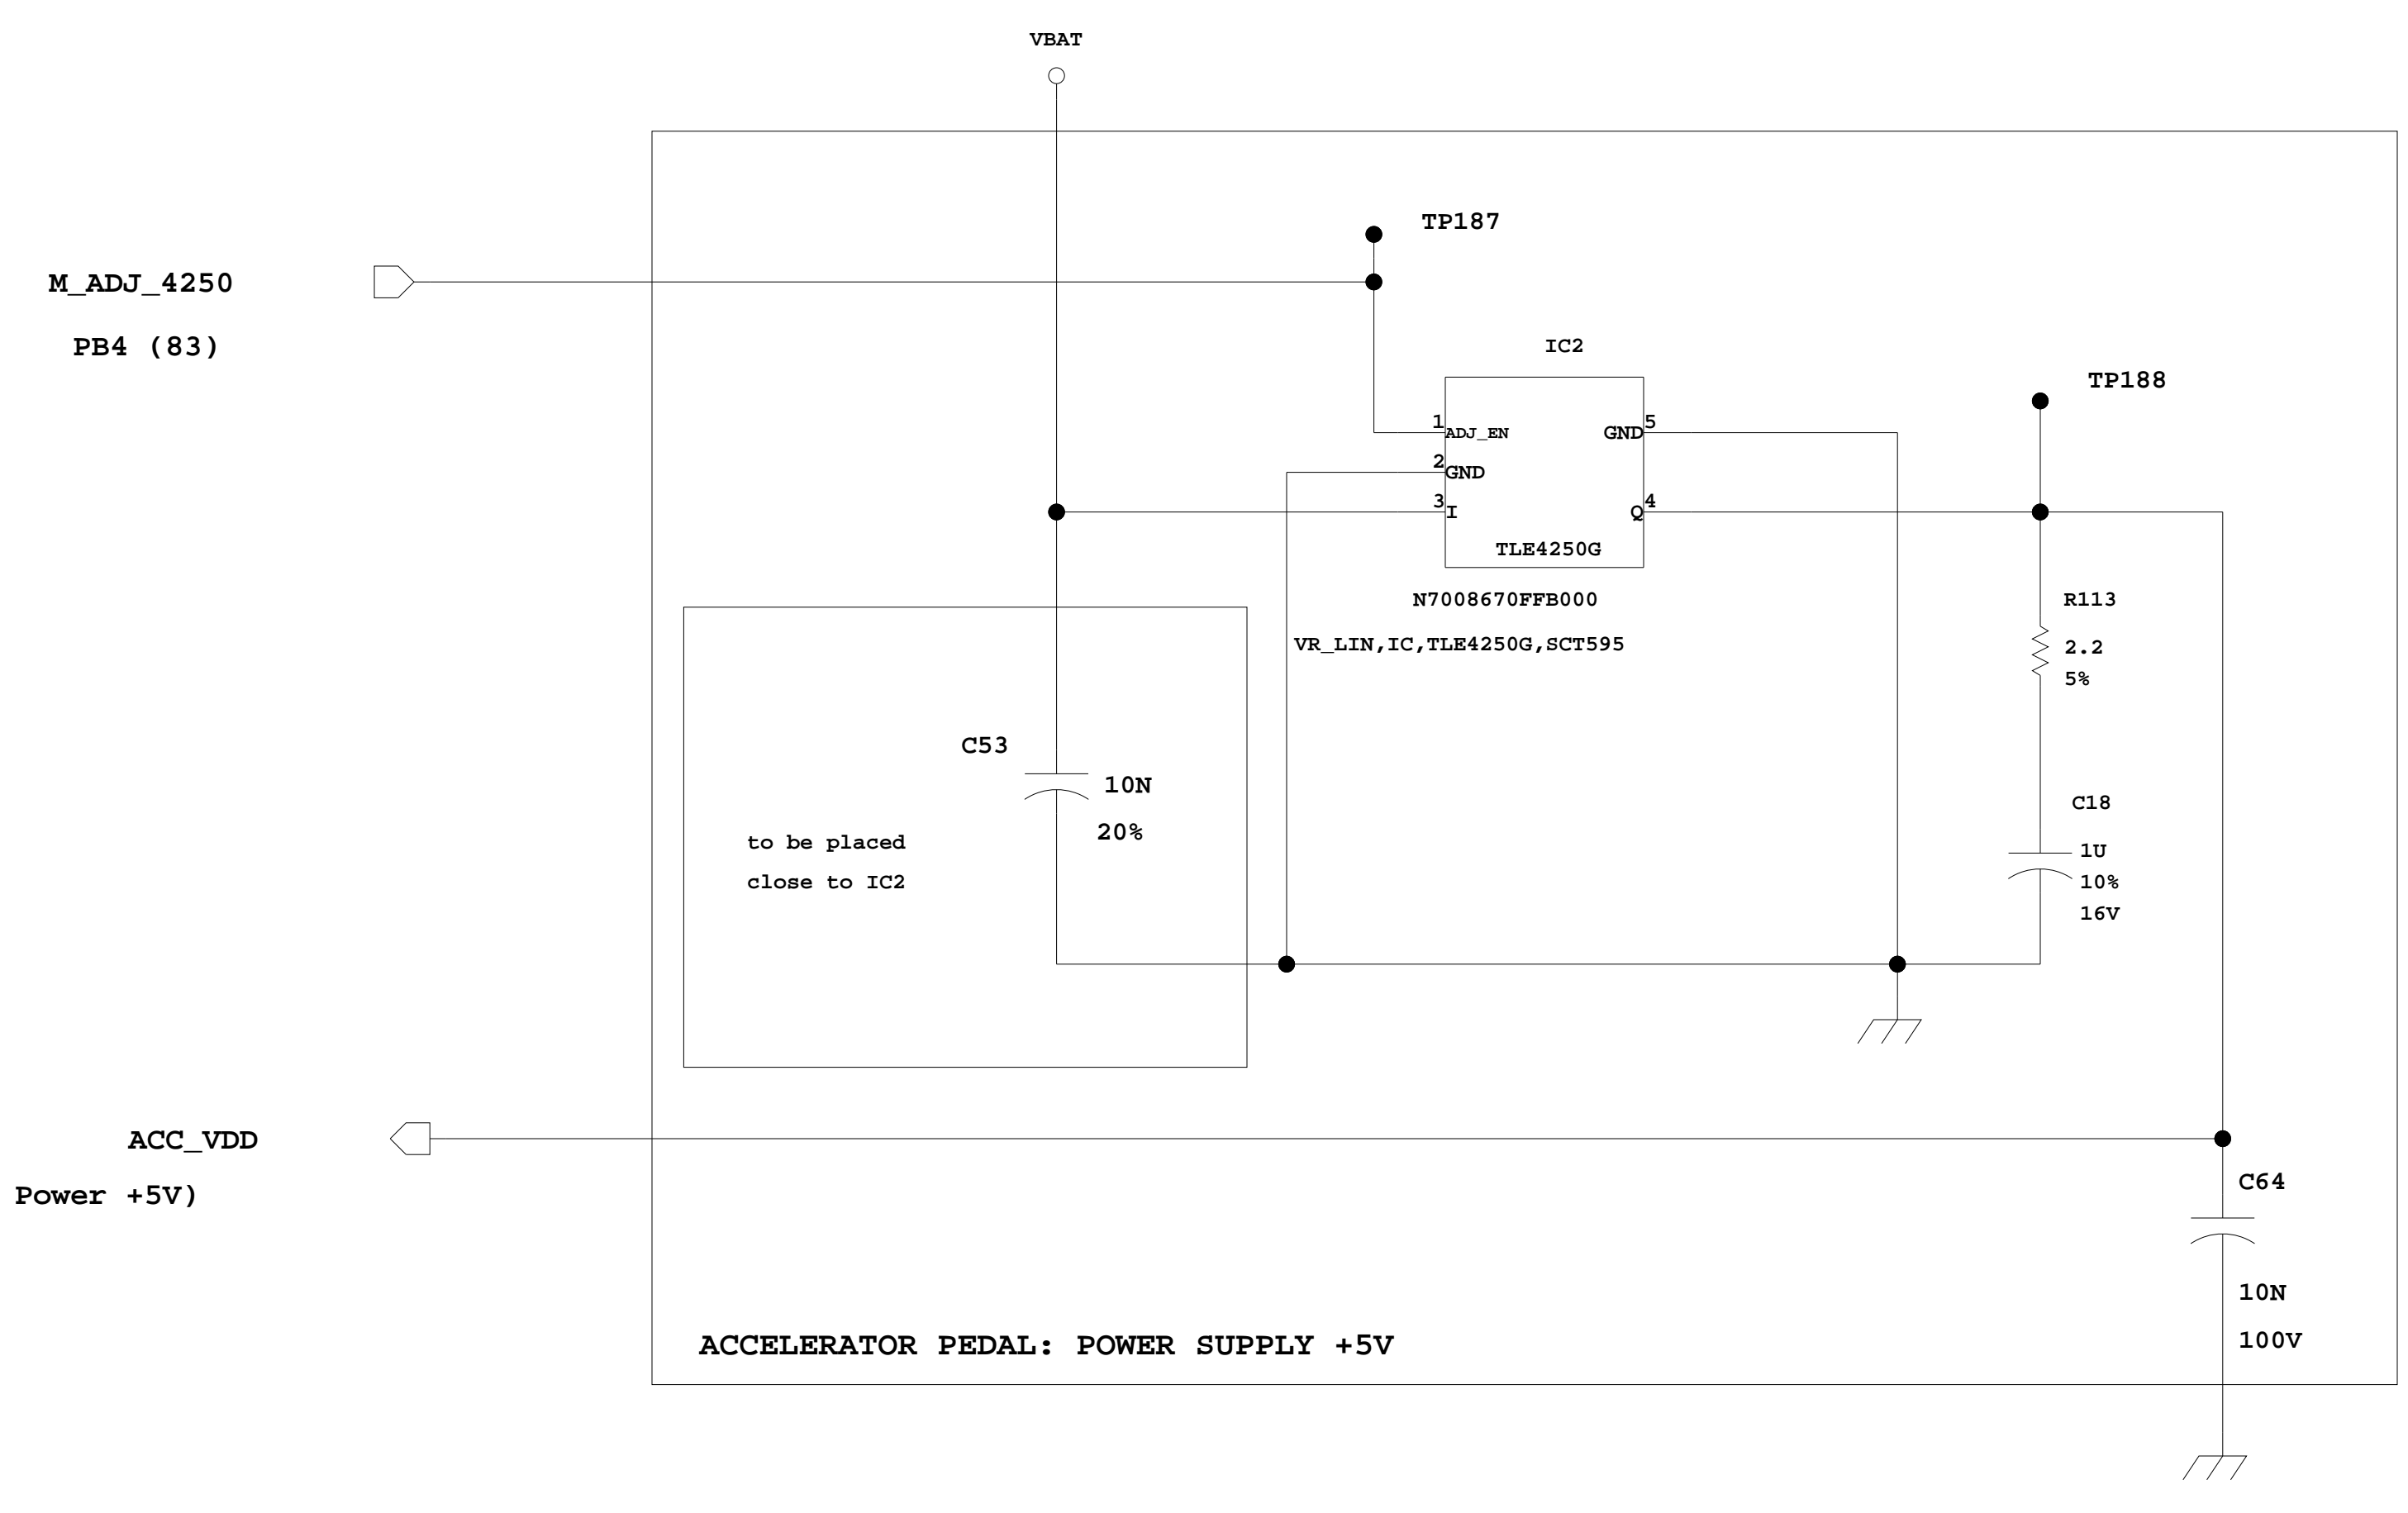 VBAT
TP187
M_ADJ_4250
PB4 (83)
IC2
TP188
1
ADJ_EN
GND
5
2
GND
3
I
Q
4
TLE4250G
N7008670FFB000
VR_LIN,IC,TLE4250G,SCT595
R113
2.2
5%
C53
10N
20%
to be placed
close to IC2
C18
1U
10%
16V
ACC_VDD
Power +5V)
C64
10N
100V
ACCELERATOR PEDAL: POWER SUPPLY +5V